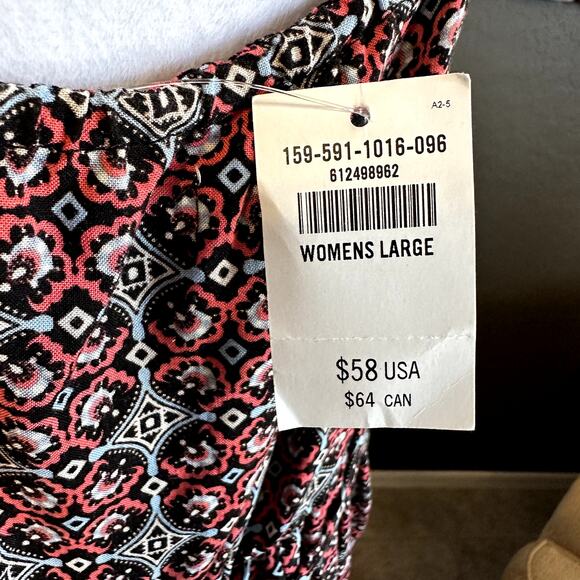 A2-5
159-591-1016-096
612498962
WOMENS LARGE
$58 USA
$64 CAN